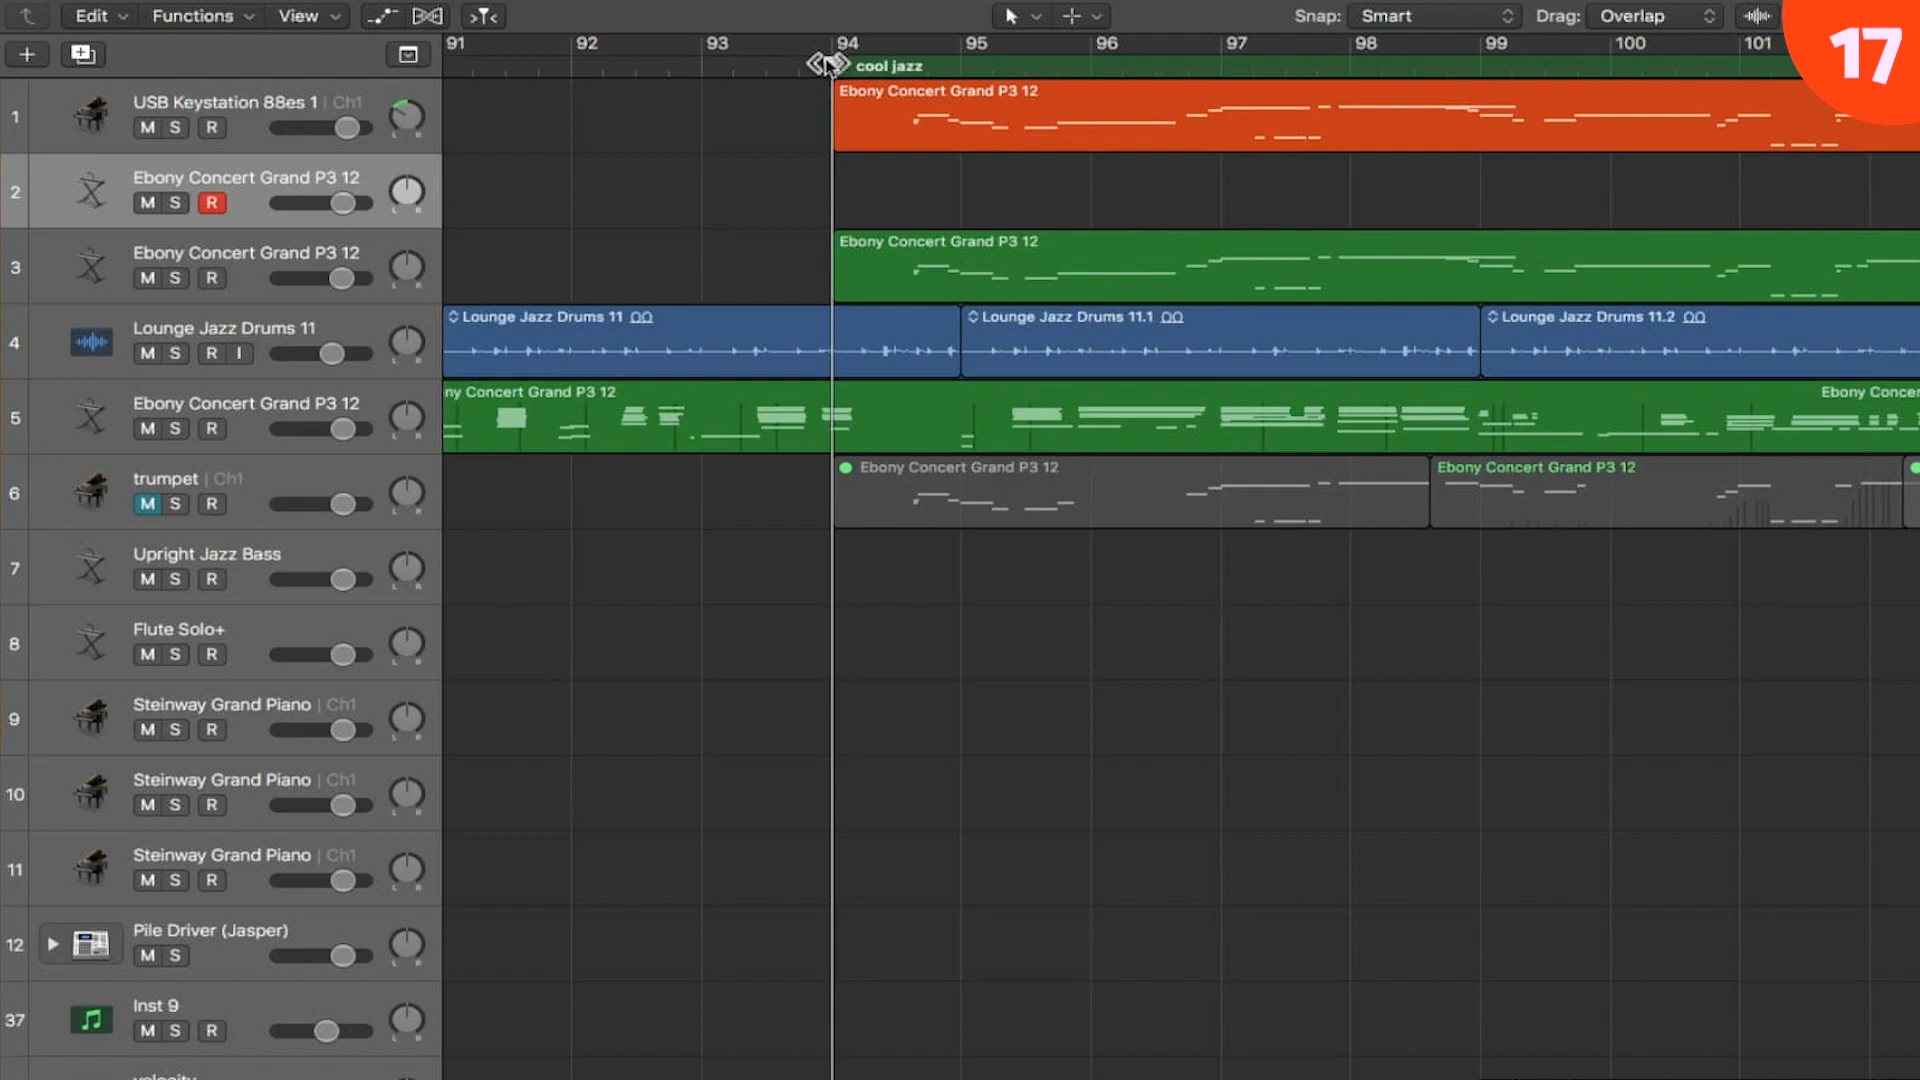 Edit Functions View Snap: Smart Drag: Overlap
17
91 92 93 94 95 96 97 98 99 100 101
cool jazz
1 USB Keystation 88es 1 | Ch1
M S R
L R
Ebony Concert Grand P3 12
2 Ebony Concert Grand P3 12
M S R
L R
3 Ebony Concert Grand P3 12
M S R
L R
Ebony Concert Grand P3 12
4 Lounge Jazz Drums 11
M S R I
L R
Lounge Jazz Drums 11 Lounge Jazz Drums 11.1 Lounge Jazz Drums 11.2
5 Ebony Concert Grand P3 12
M S R
L R
ny Concert Grand P3 12 Ebony Concer
6 trumpet | Ch1
M S R
L R
Ebony Concert Grand P3 12 Ebony Concert Grand P3 12
7 Upright Jazz Bass
M S R
L R
8 Flute Solo+
M S R
L R
9 Steinway Grand Piano | Ch1
M S R
L R
10 Steinway Grand Piano | Ch1
M S R
L R
11 Steinway Grand Piano | Ch1
M S R
L R
12 Pile Driver (Jasper)
M S
L R
37 Inst 9
M S R
L R